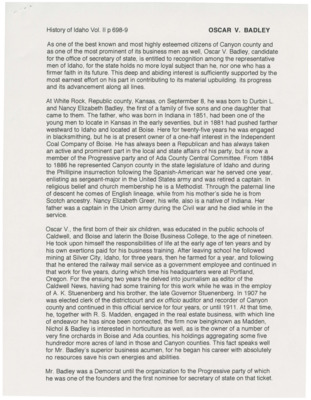 History of Idaho Vol. II p 698-9 OSCAR V. BADLEY
As one of the best known and most highly esteemed citizens of Canyon county and
as one of the most prominent of its business men as well, Oscar V. Badley, candidate
for the office of secretary of state, is entitled to recognition among the representative
men of Idaho, for the state holds no more loyal subject than he, nor one who has a
firmer faith in its future. This deep and abiding interest is sufficiently supported by the
most earnest effort on his part in contributing to its material upbuilding, its progress
and its advancement along all lines.
At White Rock, Republic county, Kansas, on September 8, he was born to Durbin L.
and Nancy Elizabeth Badley, the first of a family of five sons and one daughter that
came to them. The father, who was born in Indiana in 1851, had been one of the
young men to locate in Kansas in the early seventies, but in 1881 had pushed farther
westward to Idaho and located at Boise. Here for twenty-five years he was engaged
in blacksmithing, but he is at present owner of a one-half interest in the Independent
Coal Company of Boise. He has always been a Republican and has always taken
an active and prominent part in the local and state affairs of his party, but is now a
member of the Progressive party and of Ada County Central Committee. From 1884
to 1886 he represented Canyon county in the state legislature of Idaho and during
the Phillipine insurrection following the Spanish-American war he served one year,
enlisting as sergeant-major in the United States army and was retired a captain. In
religious belief and church membership he is a Methodist. Through the paternal line
of descent he comes of English lineage, while from his mother's side he is from
Scotch ancestry. Nancy Elizabeth Greer, his wife, also is a native of Indiana. Her
father was a captain in the Union army during the Civil war and he died while in the
service.
Oscar V., the first born of their six children, was educated in the public schools of
Caldwell, and Boise and laterin the Boise Business College, to the age of nineteen.
He took upon himself the responsibilities of life at the early age of ten years and by
his own exertions paid for his business training. After leaving school he followed
mining at Silver City, Idaho, for three years, then he farmed for a year, and following
that he entered the railway mail service as a government employee and continued in
that work for five years, during which time his headquarters were at Portland,
Oregon. For the ensuing two years he delved into journalism as editor of the
Caldwell News, having had some training for this work while he was in the employ
of A. K. Stuenenberg and his brother, the late Governor Stuenenberg. In 1907 he
was elected clerk of the districtcourt and ex officio auditor and recorder of Canyon
county and continued in this official service for four years, or until 1911. At that time,
he, together with R. S. Madden, engaged in the real estate business, with which line
of endeavor he has since been connected, the firm now beingknown as Madden,
Nichol & Badley is interested in horticulture as well, as is the owner of a number of
very fine orchards in Boise and Ada counties, his holdings aggregating some five
hundredor more acres of land in those and Canyon counties. This fact speaks well
for Mr. Badley's superior business acumen, for he began his career with absolutely
no resources save his own energies and abilities.
Mr. Badley was a Democrat until the organization fo the Progressive party of which
he was one of the founders and the first nominee for secretary of state on that ticket.